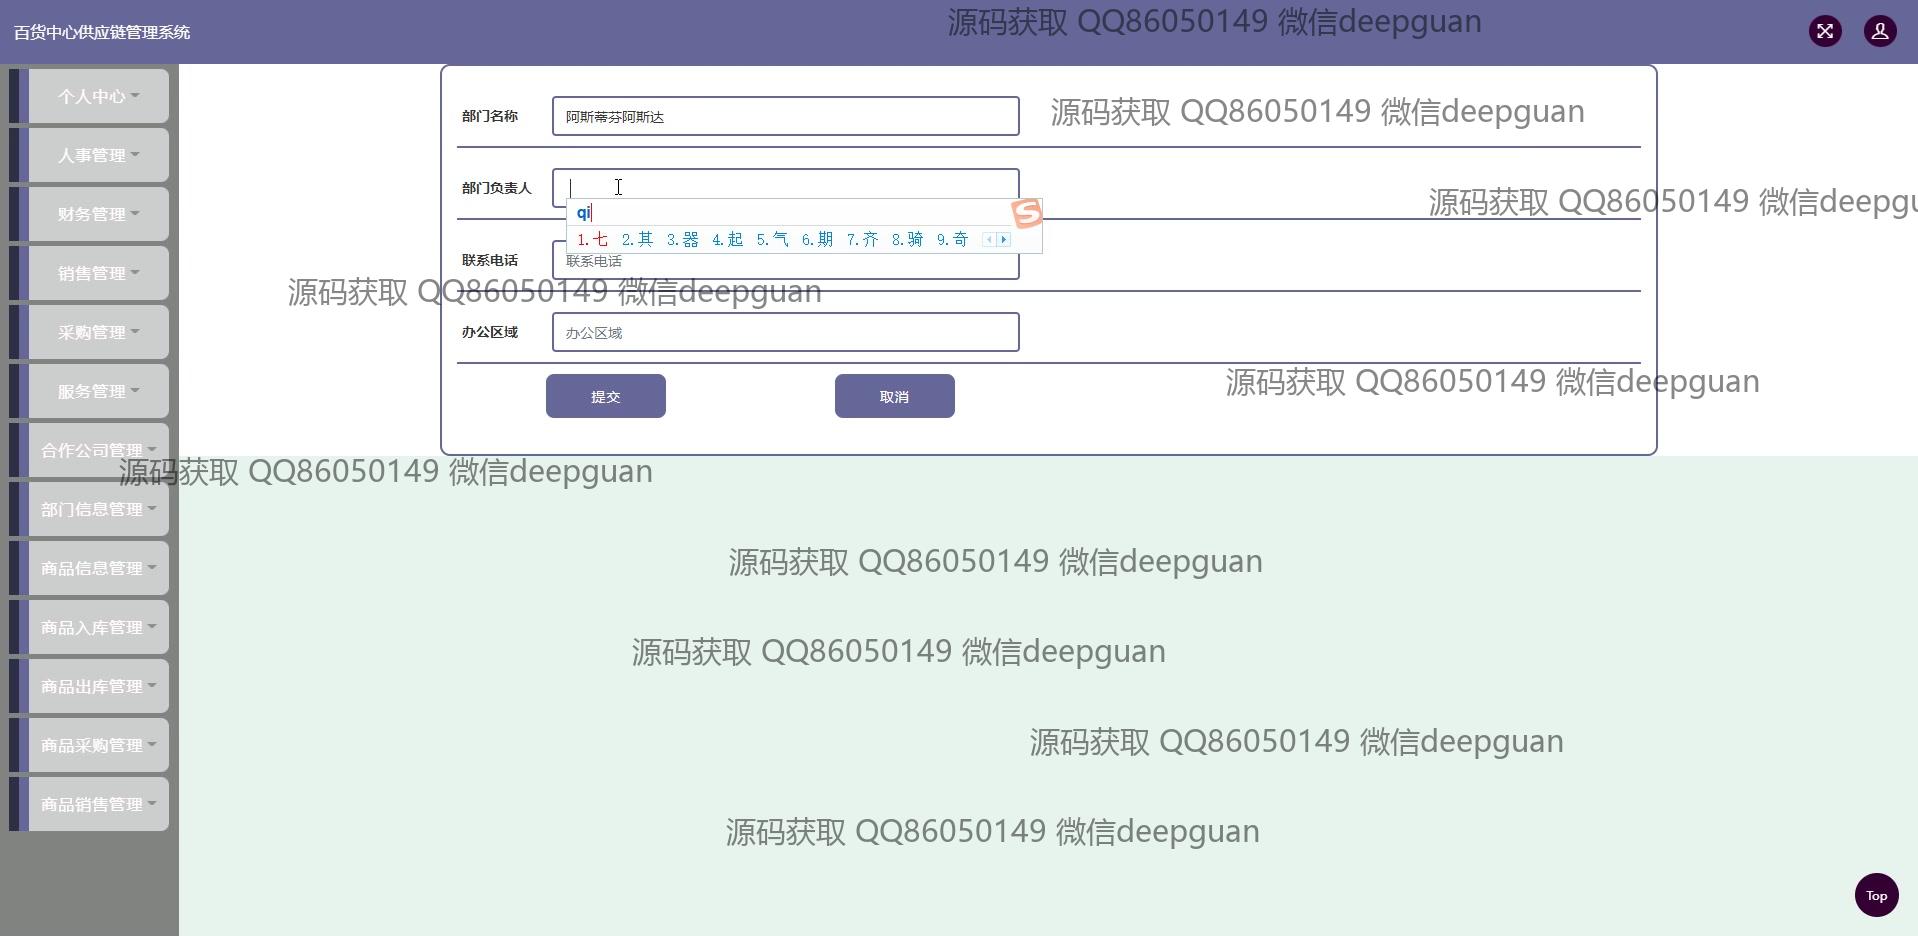 百货中心供应链管理系统
源码获取 QQ86050149 微信deepguan
个人中心
人事管理
财务管理
销售管理
采购管理
服务管理
合作公司管理
部门信息管理
商品信息管理
商品入库管理
商品出库管理
商品采购管理
商品销售管理
部门名称 阿斯蒂芬阿斯达
源码获取 QQ86050149 微信deepguan
部门负责人
源码获取 QQ86050149 微信deepgu
qi
1.七 2.其 3.器 4.起 5.气 6.期 7.齐 8.骑 9.奇
S
联系电话 联系电话
源码获取 QQ86050149 微信deepguan
办公区域 办公区域
源码获取 QQ86050149 微信deepguan
提交 取消
源码获取 QQ86050149 微信deepguan
源码获取 QQ86050149 微信deepguan
源码获取 QQ86050149 微信deepguan
源码获取 QQ86050149 微信deepguan
源码获取 QQ86050149 微信deepguan
Top